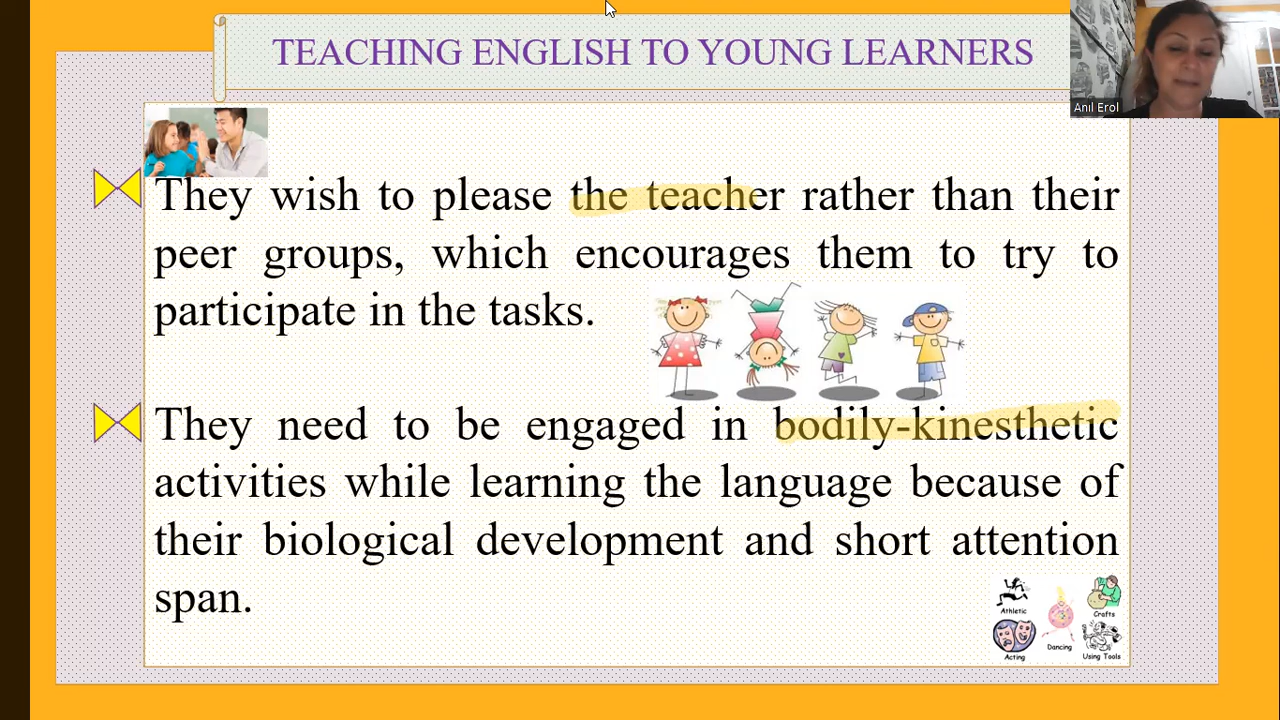 TEACHING ENGLISH TO YOUNG LEARNERS
Anıl Erol
They wish to please the teacher rather than their
peer groups, which encourages them to try to
participate in the tasks.
They need to be engaged in bodily-kinesthetic
activities while learning the language because of
their biological development and short attention
span.
Athletic
Crafts
Acting
Dancing
Using Tools